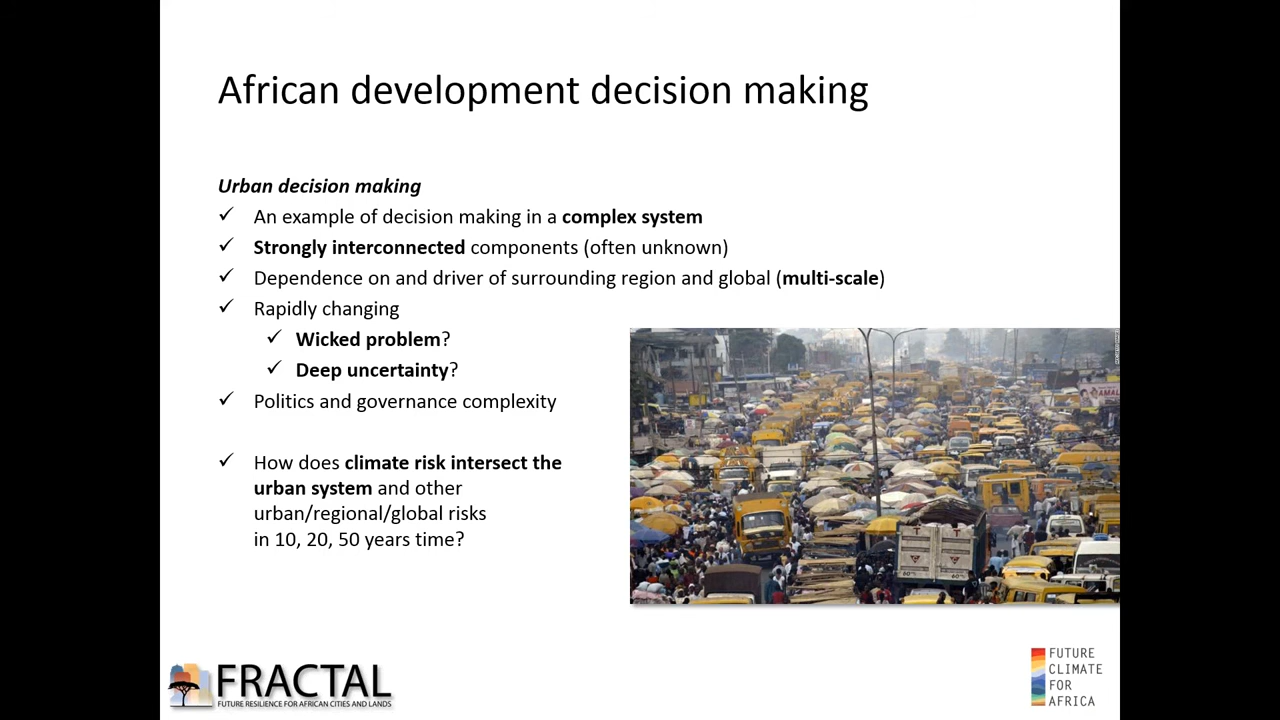 African development decision making
Urban decision making
✓ An example of decision making in a complex system
✓ Strongly interconnected components (often unknown)
✓ Dependence on and driver of surrounding region and global (multi-scale)
✓ Rapidly changing
✓ Wicked problem?
✓ Deep uncertainty?
✓ Politics and governance complexity
✓ How does climate risk intersect the
urban system and other
urban/regional/global risks
in 10, 20, 50 years time?
AMAL
FRACTAL
FUTURE RESILIENCE FOR AFRICAN CITIES AND LANDS
FUTURE
CLIMATE
FOR
AFRICA